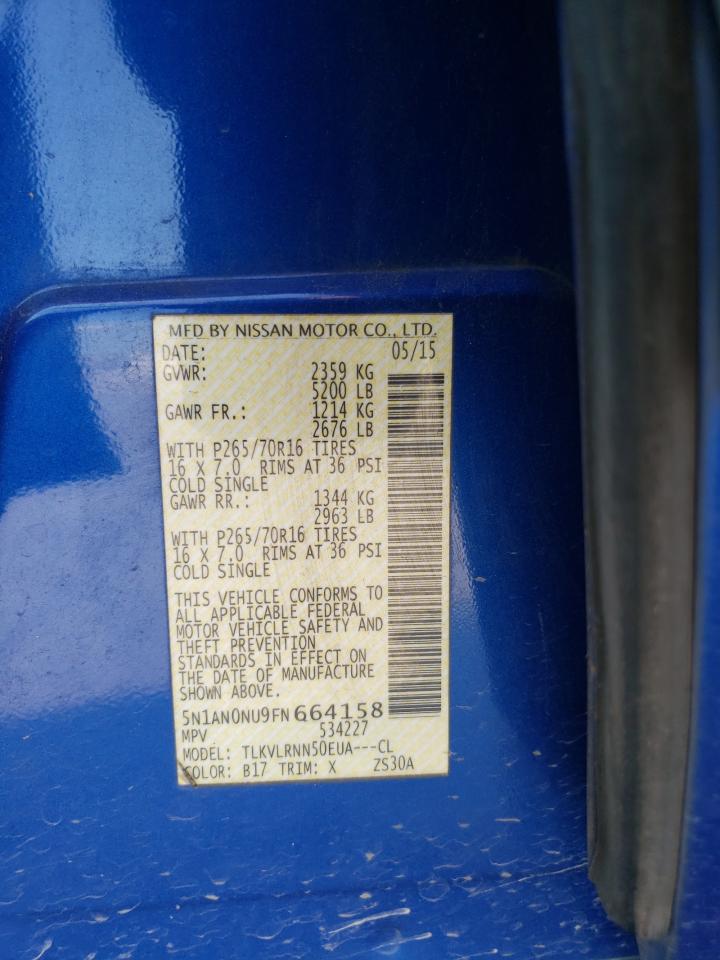 MFD BY NISSAN MOTOR CO., LTD.
DATE: 05/15
GVWR: 2359 KG
5200 LB
GAWR FR.: 1214 KG
2676 LB
WITH P265/70R16 TIRES
16 X 7.0 RIMS AT 36 PSI
COLD SINGLE
GAWR RR.: 1344 KG
2963 LB
WITH P265/70R16 TIRES
16 X 7.0 RIMS AT 36 PSI
COLD SINGLE
THIS VEHICLE CONFORMS TO
ALL APPLICABLE FEDERAL
MOTOR VEHICLE SAFETY AND
THEFT PREVENTION
STANDARDS IN EFFECT ON
THE DATE OF MANUFACTURE
SHOWN ABOVE.
5N1AN0NU9FN664158
MPV 534227
MODEL: TLKVLRNN50EUA---CL
COLOR: B17 TRIM: X ZS30A